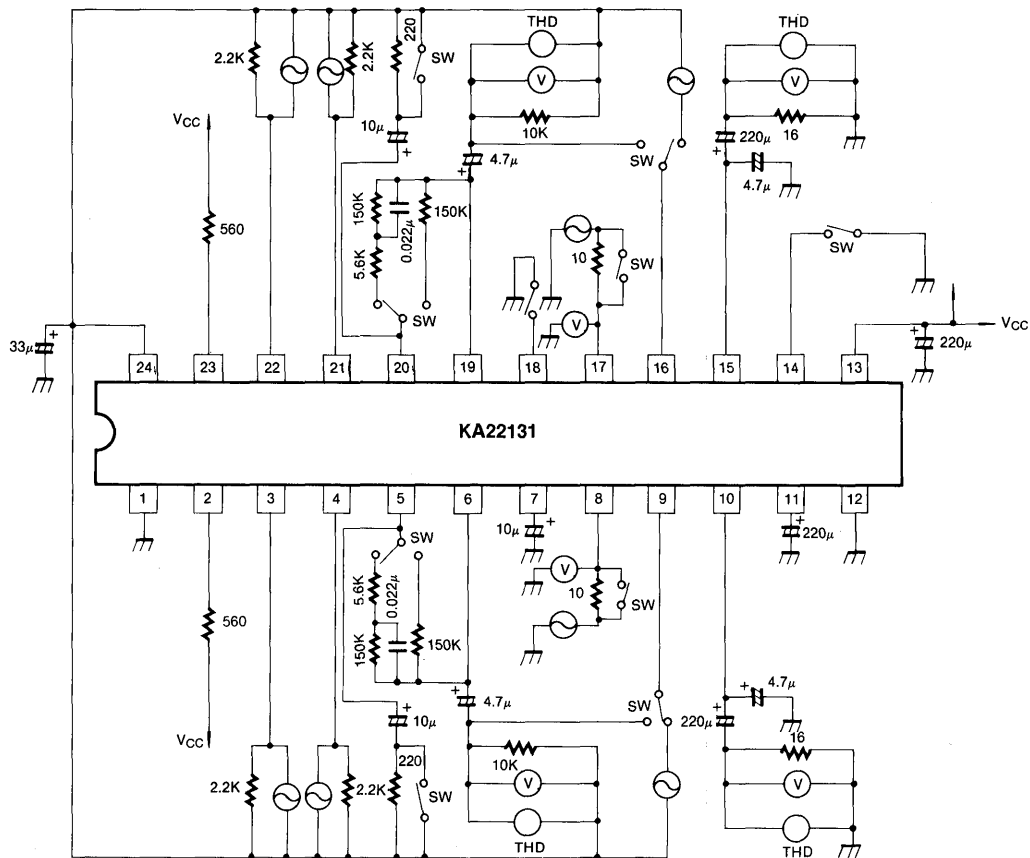 THD
220
SW
2.2K
2.2K
V
V
10K
16
VCC
10μ
+
220μ
+
4.7μ
+
SW
+
4.7μ
150K
0.022μ
150K
560
5.6K
10
SW
SW
SW
V
VCC
+
33μ
+
220μ
24
23
22
21
20
19
18
17
16
15
14
13
KA22131
1
2
3
4
5
6
7
8
9
10
11
12
SW
10μ
+
+
220μ
5.6K
0.022μ
V
10
SW
560
150K
150K
+
4.7μ
+
4.7μ
SW
+
10μ
220μ
+
VCC
220
16
2.2K
2.2K
10K
SW
V
V
THD
THD
THD